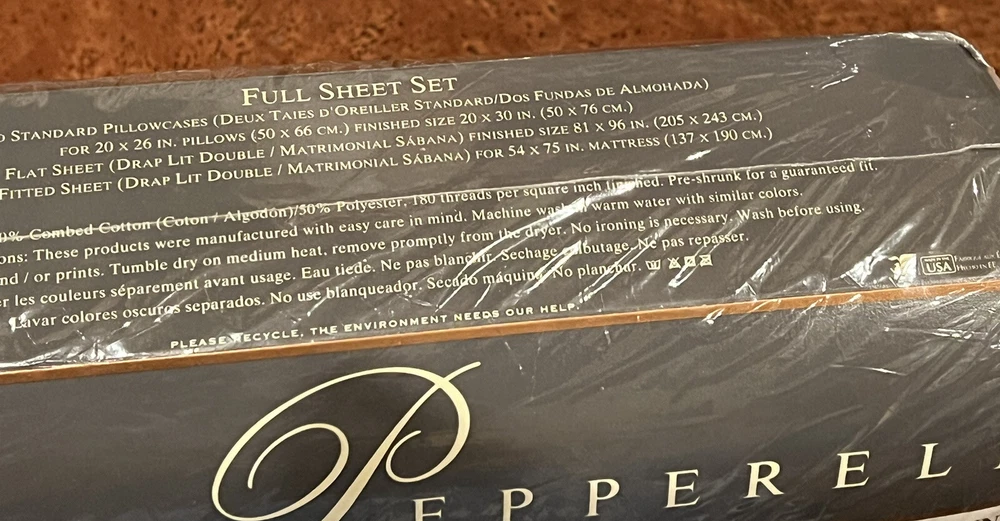 FULL SHEET SET
STANDARD PILLOWCASES (DEUX TAIES D'OREILLER STANDARD/DOS FUNDAS DE ALMOHADA)
FOR 20 X 26 IN. PILLOWS (50 X 66 CM.) FINISHED SIZE 20 X 30 IN. (50 X 76 CM.)
FLAT SHEET (DRAP LIT DOUBLE / MATRIMONIAL SÁBANA) FINISHED SIZE 81 X 96 IN. (205 X 243 CM.)
FITTED SHEET (DRAP LIT DOUBLE / MATRIMONIAL SÁBANA) FOR 54 X 75 IN. MATTRESS (137 X 190 CM.)
0% Combed Cotton (Coton / Algodón)/50% Polyester, 180 threads per square inch finished. Pre-shrunk for a guaranteed fit.
ons: These products were manufactured with easy care in mind. Machine wash warm water with similar colors.
nd / or prints. Tumble dry on medium heat, remove promptly from the dryer. No ironing is necessary. Wash before using.
er les couleurs séparement avant usage. Eau tiede. Ne pas blanchir. Sechage culbutage. Ne pas repasser.
Lavar colores oscuros separados. No use blanqueador. Secado máquina. No planchar.
MADE IN THE
USA
PLEASE RECYCLE, THE ENVIRONMENT NEEDS OUR HELP.
PEPPEREL